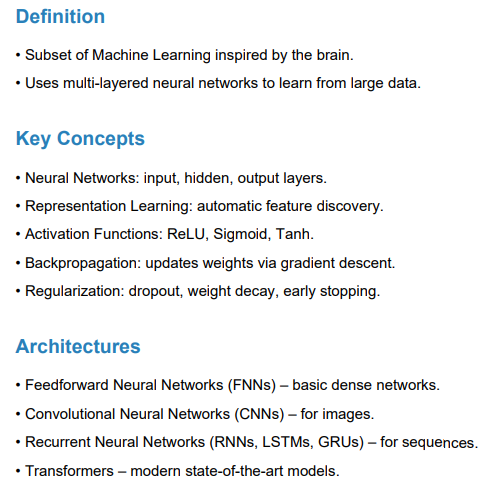 Definition
• Subset of Machine Learning inspired by the brain.
• Uses multi-layered neural networks to learn from large data.
Key Concepts
• Neural Networks: input, hidden, output layers.
• Representation Learning: automatic feature discovery.
• Activation Functions: ReLU, Sigmoid, Tanh.
• Backpropagation: updates weights via gradient descent.
• Regularization: dropout, weight decay, early stopping.
Architectures
• Feedforward Neural Networks (FNNs) – basic dense networks.
• Convolutional Neural Networks (CNNs) – for images.
• Recurrent Neural Networks (RNNs, LSTMs, GRUs) – for sequences.
• Transformers – modern state-of-the-art models.